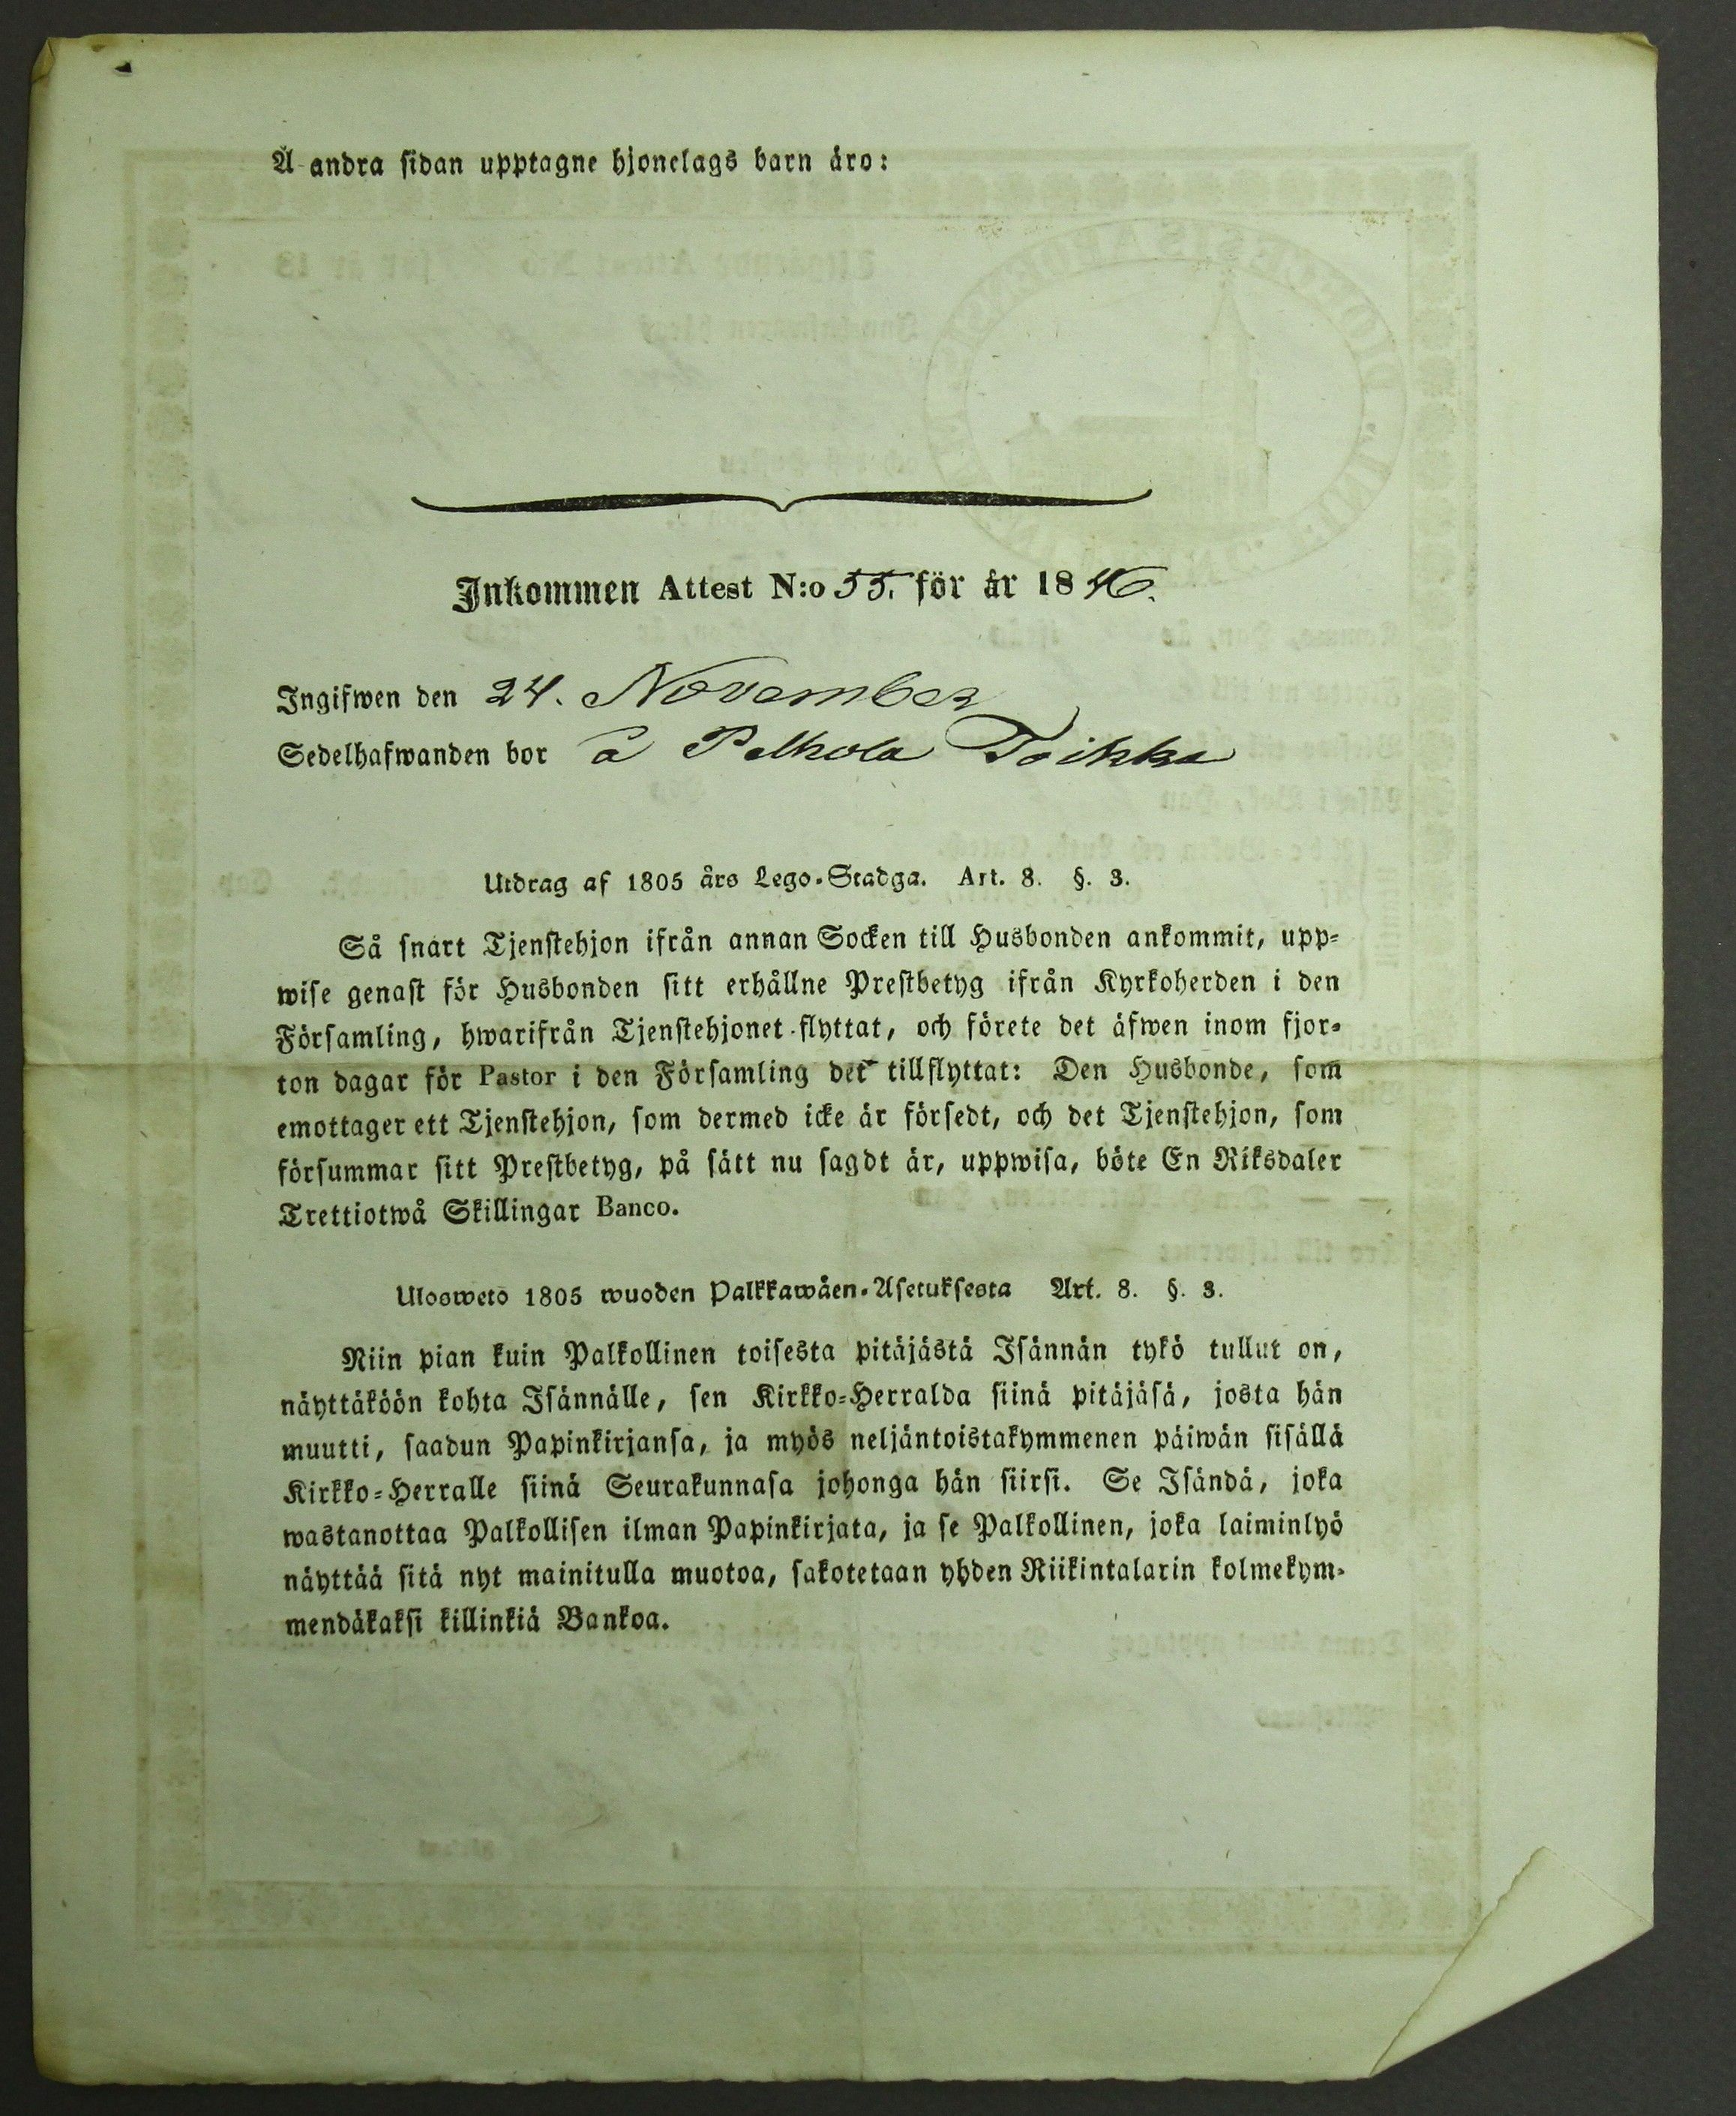 Å andra sidan upptagne hjonelags barn äro:
Inkommen Attest N:o 55. för år 1846.
Ingifwen den 24. November
Sedelhafwanden bor å Pelkola Toikka
Utdrag af 1805 års Lego-Stadga. Art. 8. §. 3.
Så snart Tjenstehjon ifrån annan Socken till Husbonden ankommit, upp-
wise genast för Husbonden sitt erhållne Prestbetyg ifrån Kyrkoherden i den
Församling, hwarifrån Tjenstehjonet flyttat, och förete det äfwen inom fjor-
ton dagar för Pastor i den Församling det tillflyttat: Den Husbonde, som
emottager ett Tjenstehjon, som dermed icke är försedt, och det Tjenstehjon, som
försummar sitt Prestbetyg, på sätt nu sagdt är, uppwisa, böte En Riksdaler
Trettiotwå Skillingar Banco.
Ulosweto 1805 wuoden Palkkawäen-Asetuksesta Art. 8. §. 3.
Niin pian kuin Palkollinen toisesta pitäjästä Isännän tykö tullut on,
näyttäköön kohta Isännälle, sen Kirkko-Herralda siinä pitäjäsä, josta hän
muutti, saadun Papinkirjansa, ja myös neljäntoistakymmenen päiwän sisällä
Kirkko-Herralle siinä Seurakunnasa johonga hän siirsi. Se Isändä, joka
wastanottaa Palkollisen ilman Papinkirjata, ja se Palkollinen, joka laiminlyö
näyttää sitä nyt mainitulla muotoa, sakotetaan yhden Riikintalarin kolmekym-
mendäkaksi killinkiä Bankoa.